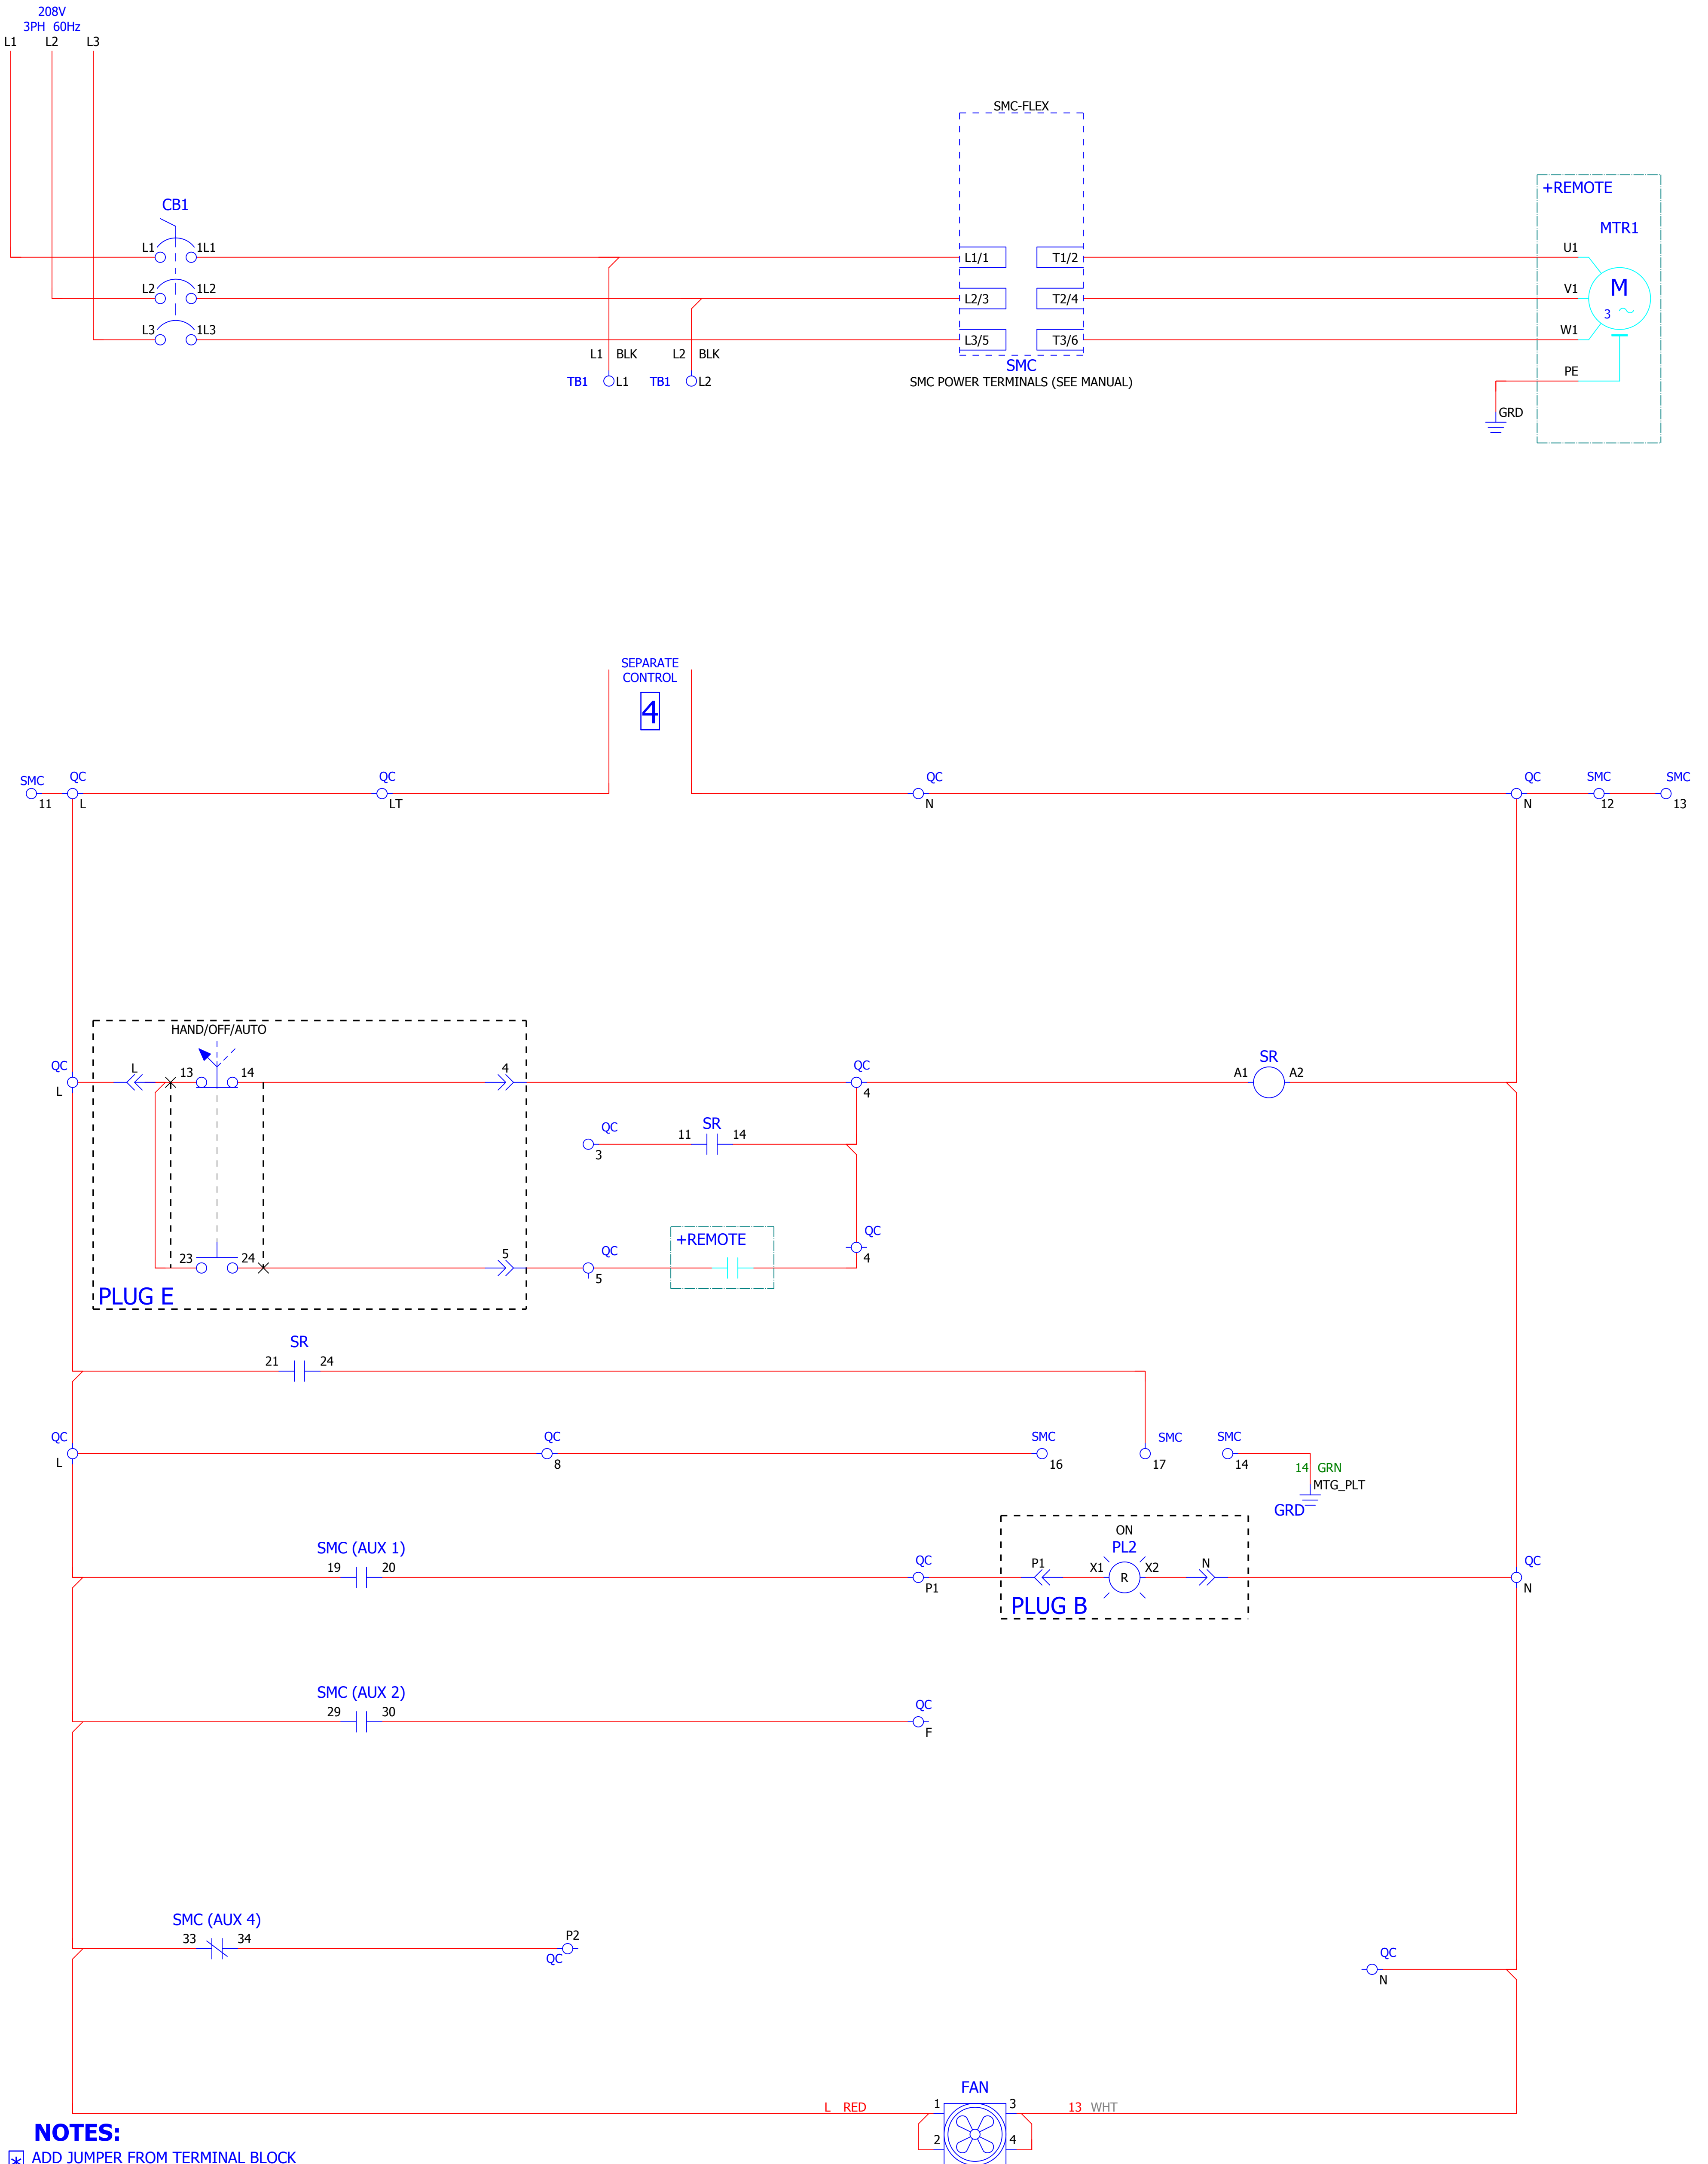 208V
3PH 60Hz
L1 L2 L3
SMC-FLEX
CB1
+REMOTE
MTR1
L1 1L1
L1/1 T1/2
U1
L2 1L2
L2/3 T2/4
V1
M
3
L3 1L3
L3/5 T3/6
W1
L1 BLK L2 BLK
SMC
PE
TB1 L1 TB1 L2
SMC POWER TERMINALS (SEE MANUAL)
GRD
SEPARATE
CONTROL
4
SMC QC QC QC QC SMC SMC
11 L LT N N 12 13
HAND/OFF/AUTO
QC L 13 14 4 QC SR
L 4 A1 A2
QC SR
11 14
3
QC
+REMOTE
4
23 24 5 QC
5
PLUG E
SR
21 24
QC QC SMC SMC SMC
L 8 16 17 14
14 GRN
MTG_PLT
GRD
ON
SMC (AUX 1) PL2
19 20 QC P1 X1 R X2 N QC
P1 N
PLUG B
SMC (AUX 2)
29 30 QC
F
SMC (AUX 4)
33 34 P2
QC
QC
N
FAN
L RED 1 3 13 WHT
NOTES:
2 4
* ADD JUMPER FROM TERMINAL BLOCK